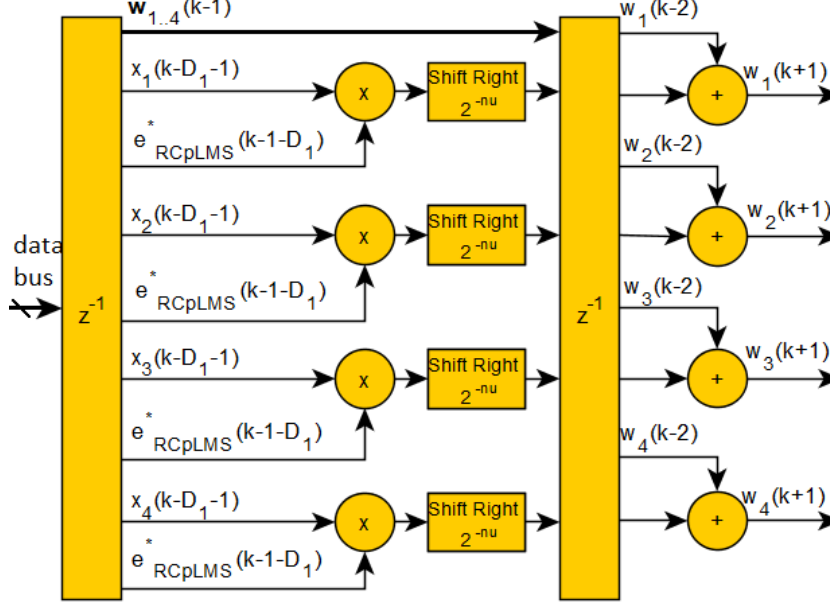 w1..4(k-1)
w1(k-2)
x1(k-D1-1)
x
Shift Right
2^-nu
+
w1(k+1)
e*RCpLMS(k-1-D1)
w2(k-2)
x2(k-D1-1)
x
Shift Right
2^-nu
+
w2(k+1)
data
bus
e*RCpLMS(k-1-D1)
z^-1
z^-1
w3(k-2)
x3(k-D1-1)
x
Shift Right
2^-nu
+
w3(k+1)
e*RCpLMS(k-1-D1)
w4(k-2)
x4(k-D1-1)
x
Shift Right
2^-nu
+
w4(k+1)
e*RCpLMS(k-1-D1)